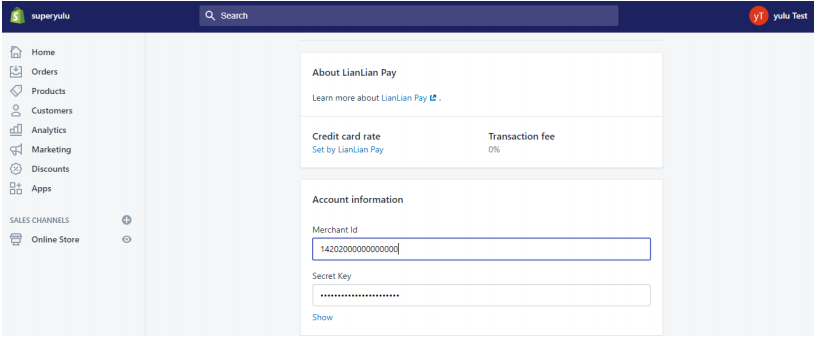 superyulu
Search
yT yulu Test
Home
Orders
Products
Customers
Analytics
Marketing
Discounts
Apps
SALES CHANNELS
Online Store
About LianLian Pay
Learn more about LianLian Pay .
Credit card rate
Set by LianLian Pay
Transaction fee
0%
Account information
Merchant Id
14202000000000000
Secret Key
•••••••••••••••••••••••
Show